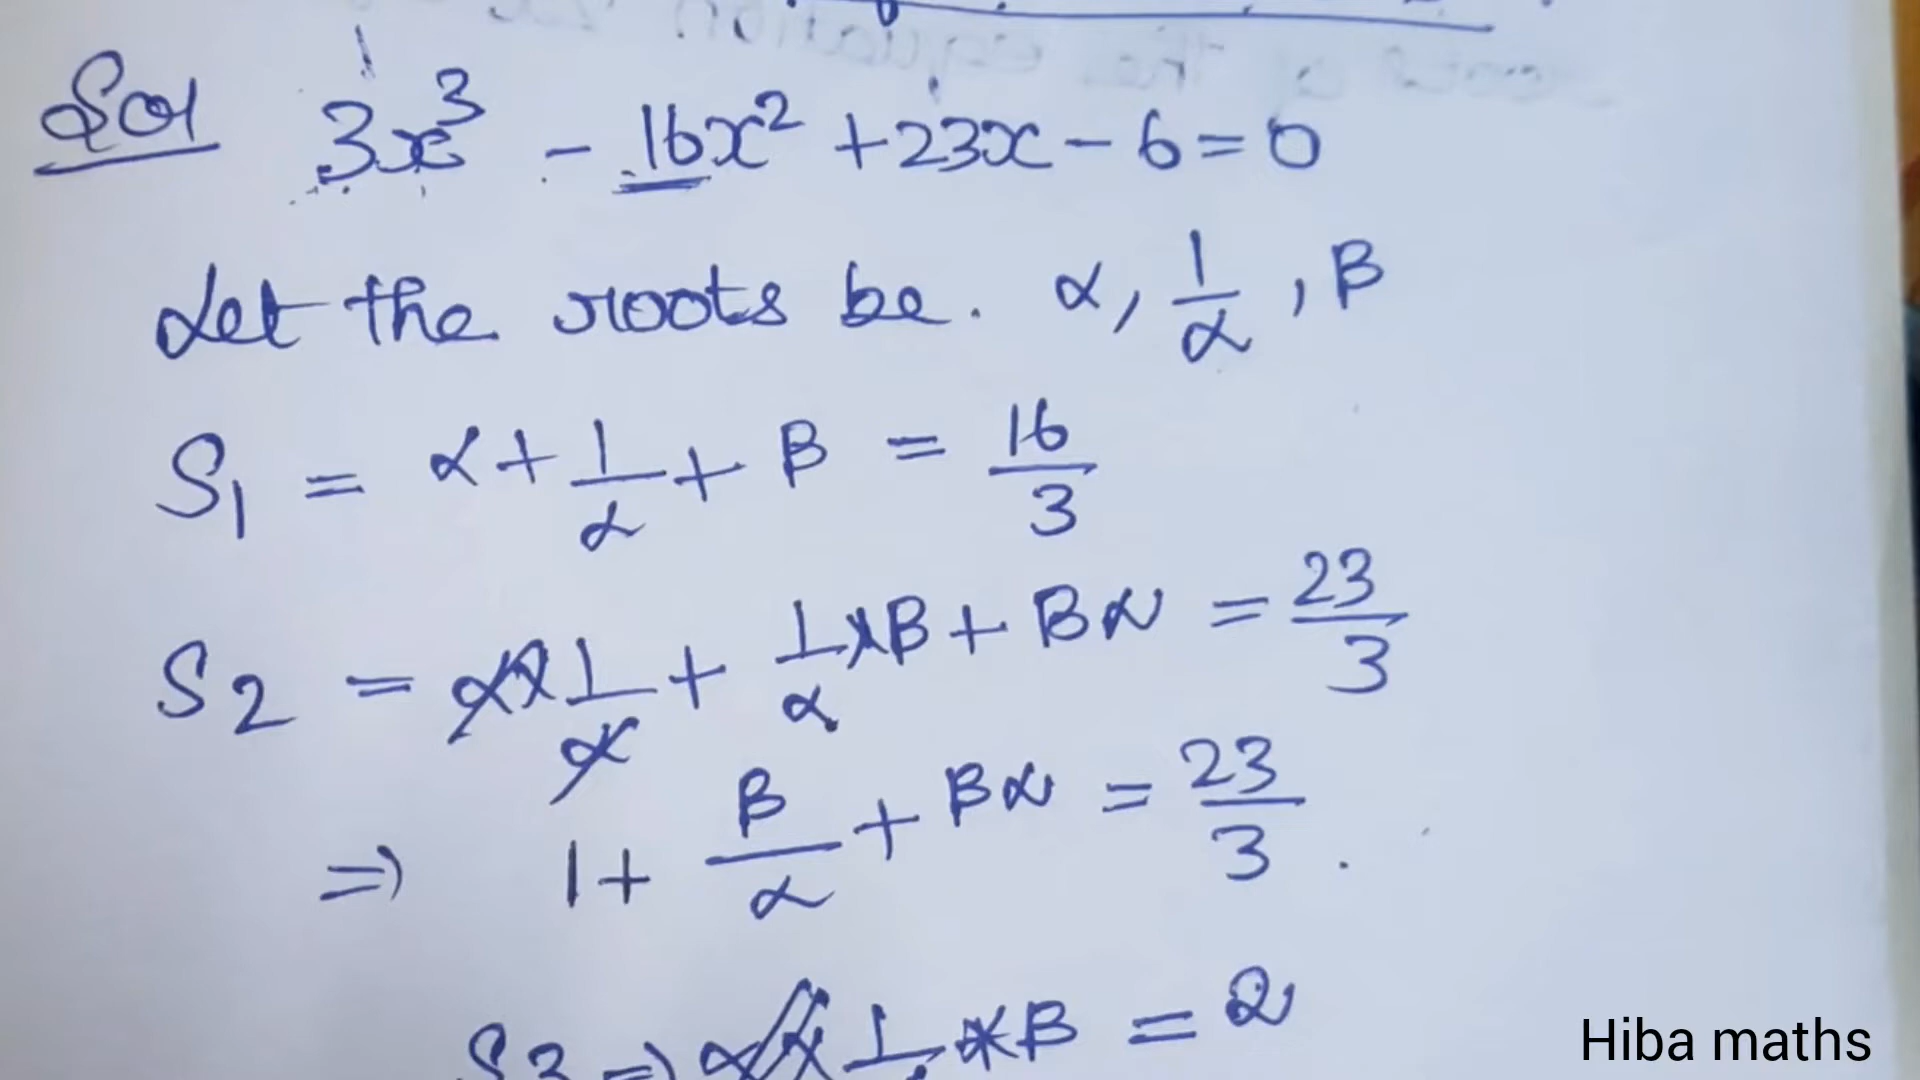 Sol 3x³ - 16x² + 23x - 6 = 0
Let the roots be. α, 1/α, β
S₁ = α + 1/α + β = 16/3
S2 = α × 1/α + 1/α × β + βα = 23/3
⇒ 1 + β/α + βα = 23/3.
S3 ⇒ α × 1/α × β = 2
Hiba maths